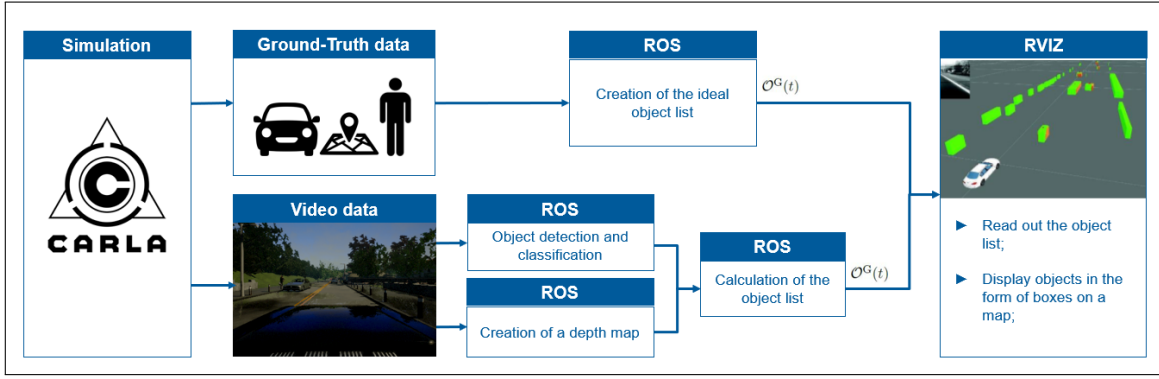 Simulation
CARLA
Ground-Truth data
ROS
Creation of the ideal
object list
𝒪ᴳ(t)
Video data
ROS
Object detection and
classification
ROS
Creation of a depth map
ROS
Calculation of the
object list
𝒪ᴳ(t)
RVIZ
► Read out the object
list;
► Display objects in the
form of boxes on a
map;